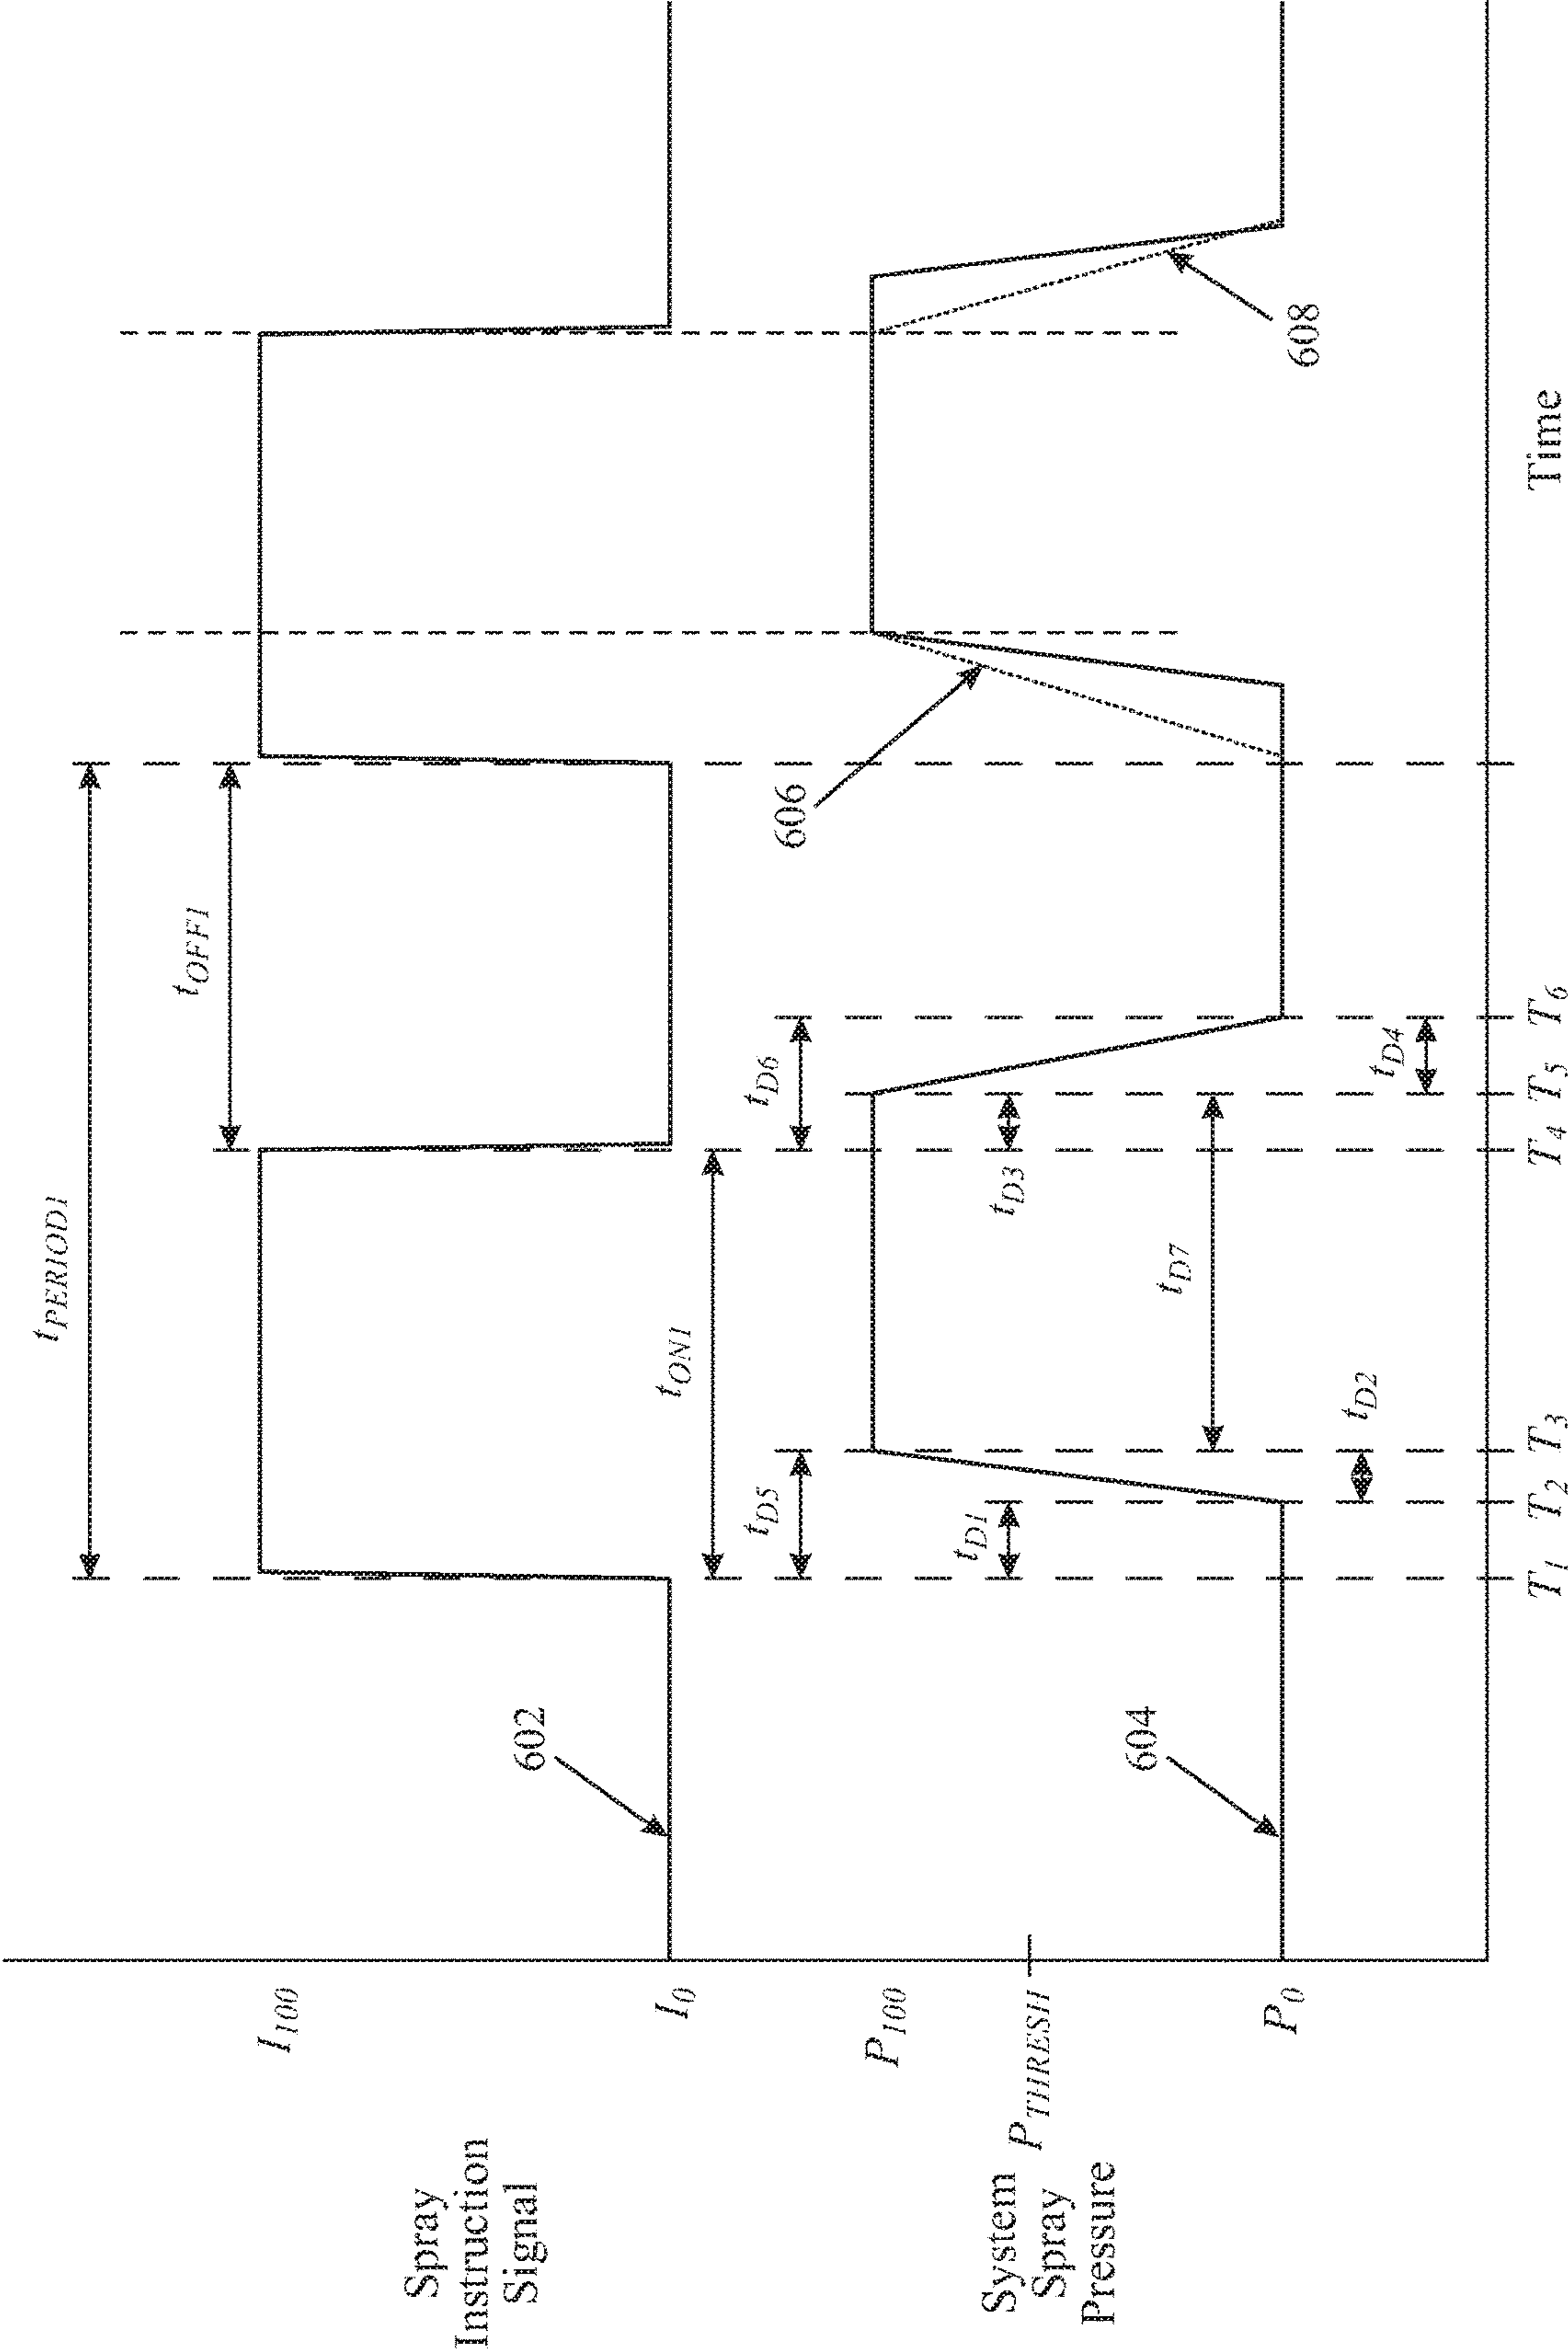 tPERIOD1
tOFF1
I100
Spray
Instruction
Signal
602
I0
tON1
tD5
tD6
606
P100
tD1
tD3
System
Spray
Pressure
PTHRESH
604
tD7
608
P0
tD2
tD4
T1
T2
T3
T4
T5
T6
Time